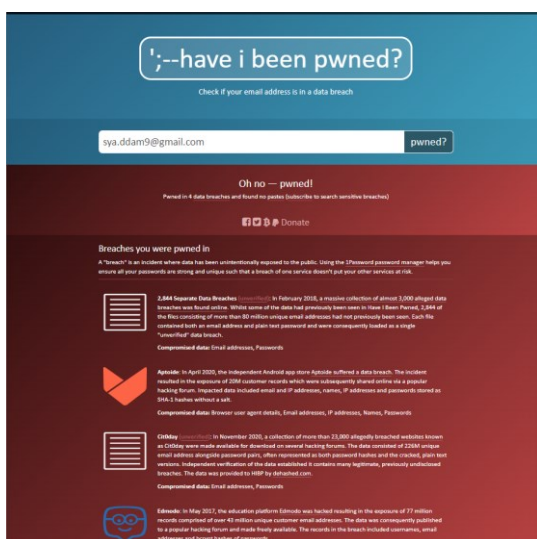 ';--have i been pwned?
Check if your email address is in a data breach
sya.ddam9@gmail.com
pwned?
Oh no — pwned!
Pwned in 4 data breaches and found no pastes (subscribe to search sensitive breaches)
Donate
Breaches you were pwned in
A "breach" is an incident where data has been unintentionally exposed to the public. Using the 1Password password manager helps you
ensure all your passwords are strong and unique such that a breach of one service doesn't put your other services at risk.
2,844 Separate Data Breaches (unverified): In February 2018, a massive collection of almost 3,000 alleged data
breaches was found online. Whilst some of the data had previously been seen in Have I Been Pwned, 2,844 of
the files consisting of more than 80 million unique email addresses had not previously been seen. Each file
contained both an email address and plain text password and were consequently loaded as a single
"unverified" data breach.
Compromised data: Email addresses, Passwords
Aptoide: In April 2020, the independent Android app store Aptoide suffered a data breach. The incident
resulted in the exposure of 20M customer records which were subsequently shared online via a popular
hacking forum. Impacted data included email and IP addresses, names, IP addresses and passwords stored as
SHA-1 hashes without a salt.
Compromised data: Browser user agent details, Email addresses, IP addresses, Names, Passwords
Cit0day (unverified): In November 2020, a collection of more than 23,000 allegedly breached websites known
as Cit0day were made available for download on several hacking forums. The data consisted of 226M unique
email address alongside password pairs, often represented as both password hashes and the cracked, plain text
versions. Independent verification of the data established it contains many legitimate, previously undisclosed
breaches. The data was provided to HIBP by dehashed.com.
Compromised data: Email addresses, Passwords
Edmodo: In May 2017, the education platform Edmodo was hacked resulting in the exposure of 77 million
records comprised of over 43 million unique customer email addresses. The data was consequently published
to a popular hacking forum and made freely available. The records in the breach included usernames, email
addresses and bcrypt hashes of passwords.